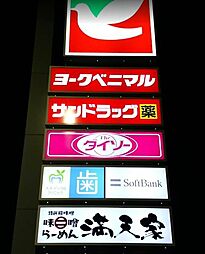 ヨークベニマル
サンドラッグ 薬
The
ダイソー
歯 SoftBank
味噌
らーめん 満天家